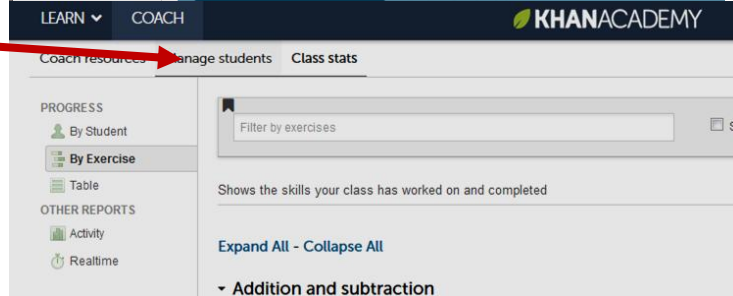 LEARN COACH KHANACADEMY
Coach resources Manage students Class stats
PROGRESS
By Student
By Exercise
Table
OTHER REPORTS
Activity
Realtime
Filter by exercises
Shows the skills your class has worked on and completed
Expand All - Collapse All
Addition and subtraction